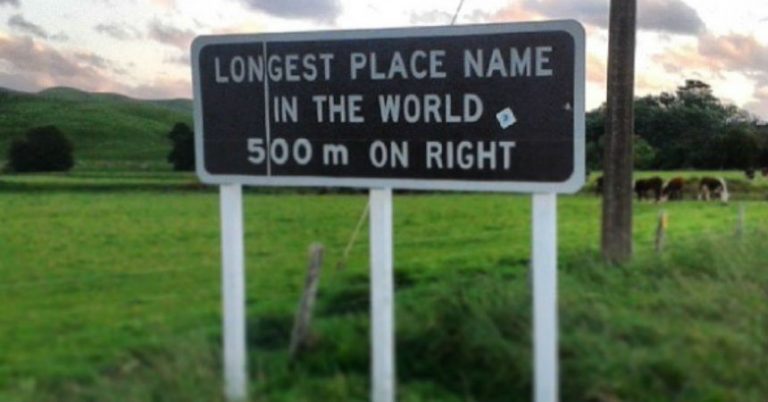 LONGEST PLACE NAME
IN THE WORLD
500 m ON RIGHT